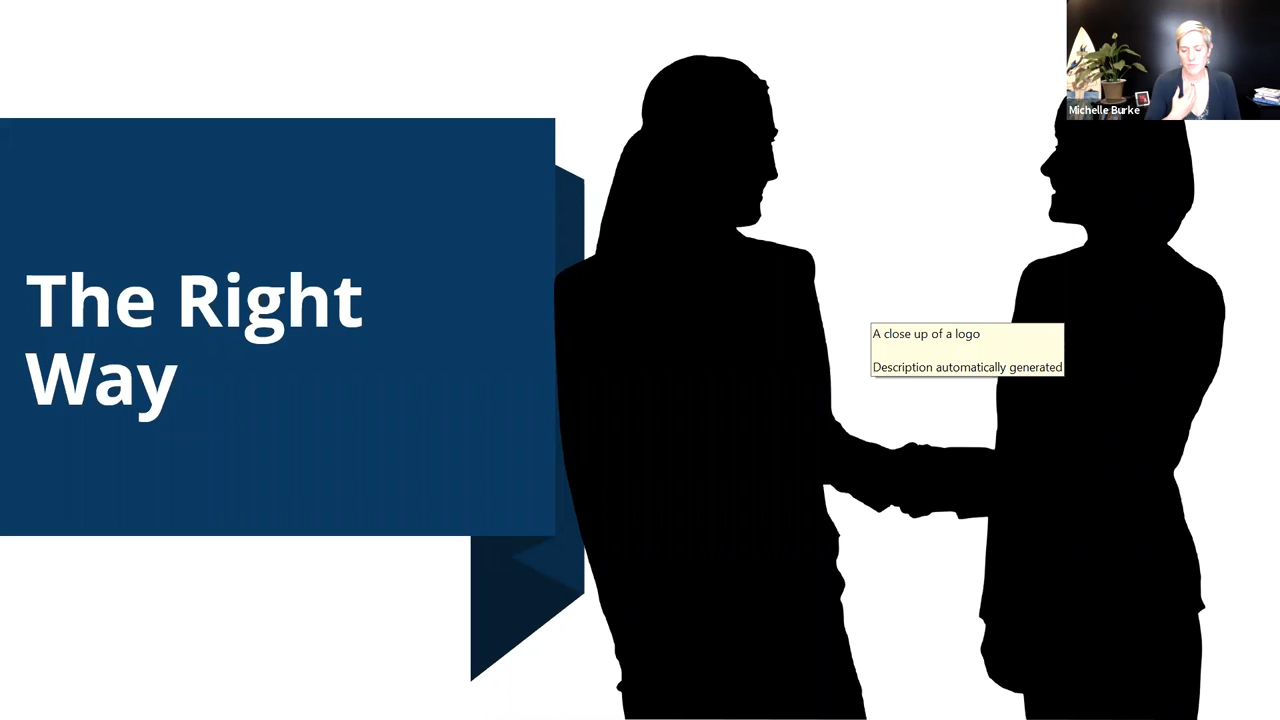 Michelle Burke
The Right
Way
A close up of a logo
Description automatically generated